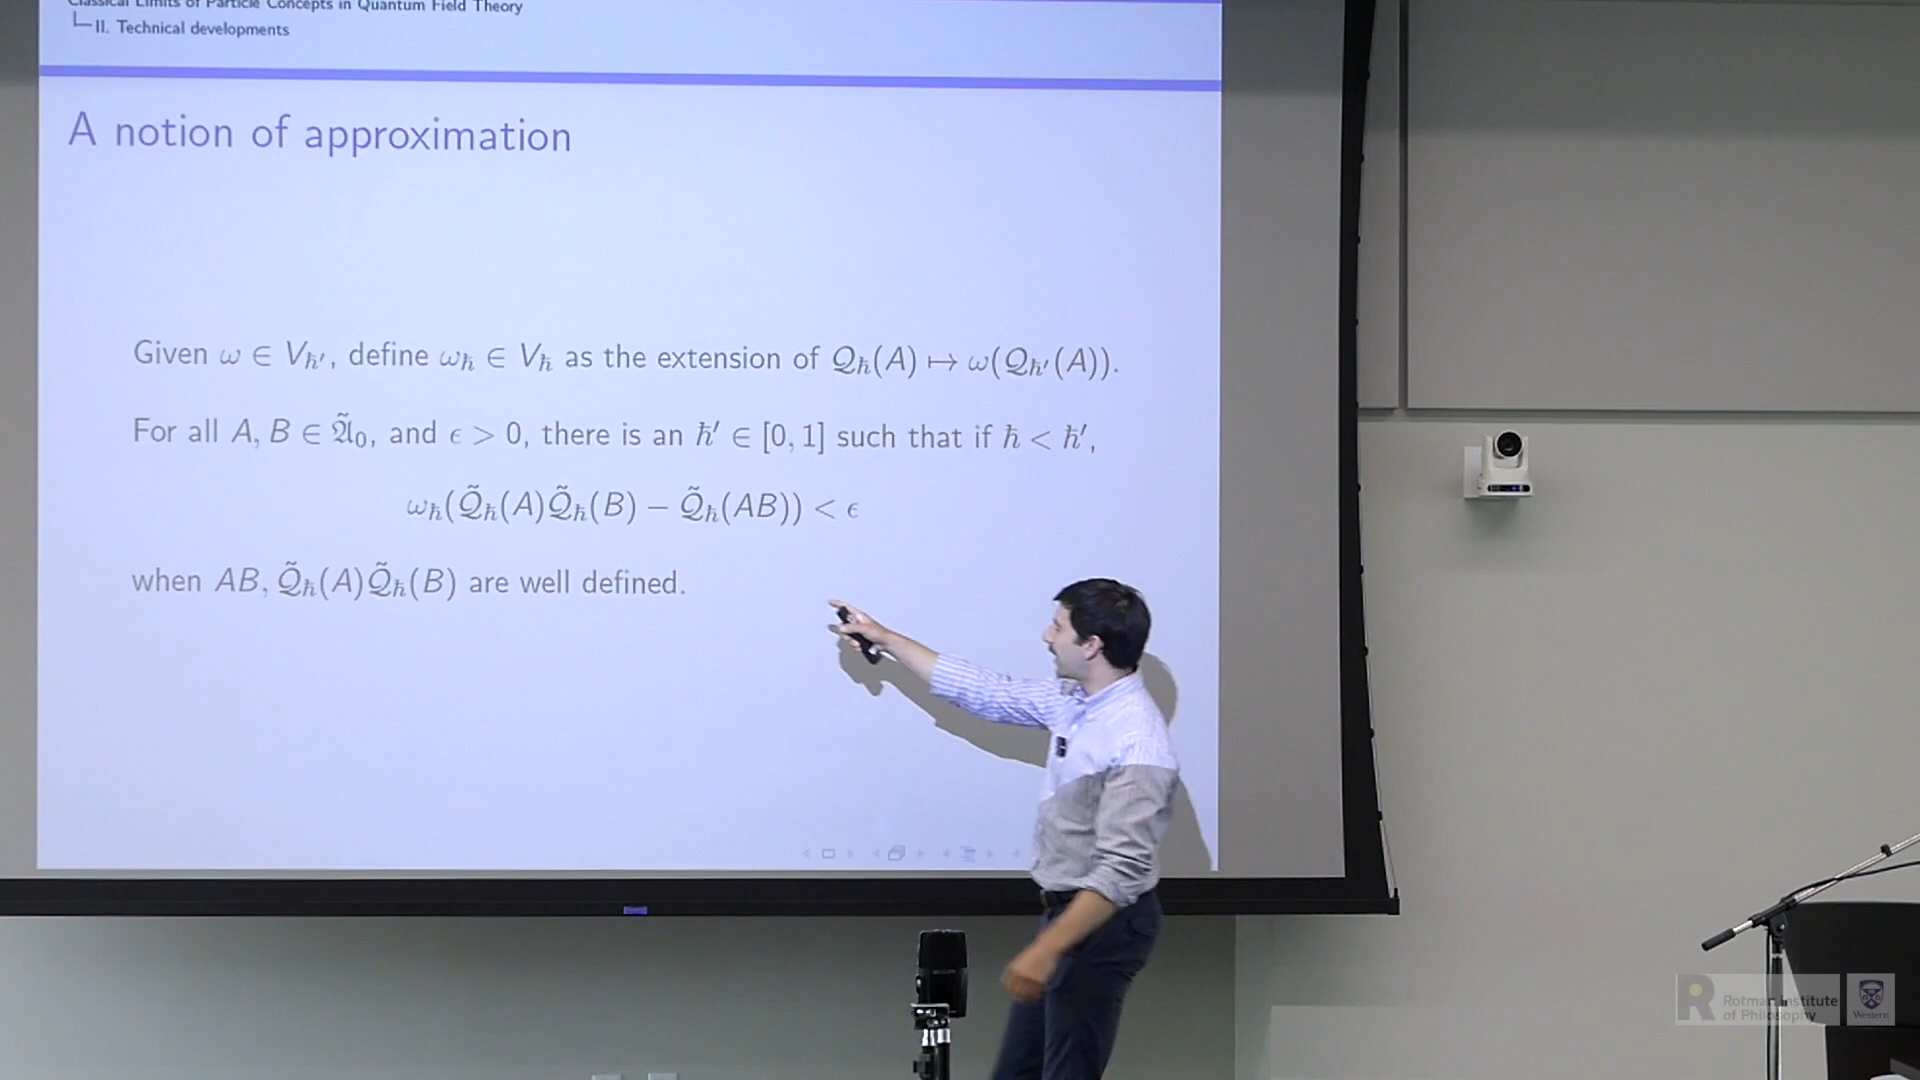 Classical Limits of Particle Concepts in Quantum Field Theory
II. Technical developments
A notion of approximation
Given ω ∈ V_ħ′, define ω_ħ ∈ V_ħ as the extension of 𝒬_ħ(A) ↦ ω(𝒬_ħ′(A)).
For all A, B ∈ 𝔄̃₀, and ϵ > 0, there is an ħ′ ∈ [0, 1] such that if ħ < ħ′,
ω_ħ(𝒬̃_ħ(A)𝒬̃_ħ(B) − 𝒬̃_ħ(AB)) < ϵ
when AB, 𝒬̃_ħ(A)𝒬̃_ħ(B) are well defined.
R Rotman Institute
of Philosophy
Western